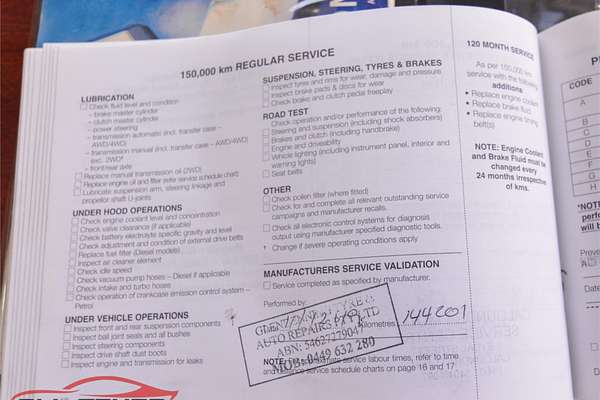 150,000 km REGULAR SERVICE
LUBRICATION
Check fluid level and condition
– brake master cylinder
– clutch master cylinder
– power steering
– transmission automatic (incl. transfer case –
AWD/4WD)
– transmission manual (incl. transfer case – AWD/4WD)
(exc. 2WD*
– front/rear axle
Replace manual transmission oil (2WD)
Replace engine oil and filter (refer service schedule chart)
Lubricate suspension arm, steering linkage and
propellor shaft U-joints
UNDER HOOD OPERATIONS
Check engine coolant level and concentration
Check valve clearance (if applicable)
Check battery electrolyte specific gravity and level
Check adjustment and condition of external drive belts
Replace fuel filter (Diesel models)
Inspect air cleaner element
Check idle speed
Check vacuum pump hoses – Diesel if applicable
Check intake and turbo hoses
Check operation of crankcase emission control system –
Petrol
UNDER VEHICLE OPERATIONS
Inspect front and rear suspension components
Inspect ball joint seals and all bushes
Inspect steering components
Inspect drive shaft dust boots
Inspect engine and transmission for leaks
SUSPENSION, STEERING, TYRES & BRAKES
Inspect tyres and rims for wear, damage and pressure
Inspect brake pads & discs for wear
Check brake and clutch pedal freeplay
ROAD TEST
Check operation and/or performance of the following:
Steering and suspension (including shock absorbers)
Brakes and clutch (including handbrake)
Engine and driveability
Vehicle lighting (including instrument panel, interior and
warning lights)
Seat belts
OTHER
Check pollen filter (where fitted)
Check for and complete all relevant outstanding service
campaigns and manufacturer recalls.
Check all electronic control systems for diagnosis
output using manufacturer specified diagnostic tools.
† Change if severe operating conditions apply
MANUFACTURERS SERVICE VALIDATION
Service completed as specified by manufacturer.
Performed by:
TYRE &
AUTO REPAIRS PTY LTD
ABN: 54627279047
MOB: 0449 632 280
Kilometres: 144201
NOTE: For service labour times, refer to time
and service schedule charts on page 16 and 17
120 MONTH SERVICE
As per 150,000 km
service with the following
additions
• Replace engine coolant
• Replace brake fluid
• Replace engine timing
belt(s)
NOTE: Engine Coolant
and Brake Fluid must be
changed every
24 months irrespective
of kms.
CODE
A
B
C
D
E
F
G
H
*NOTE
will b
A
Date